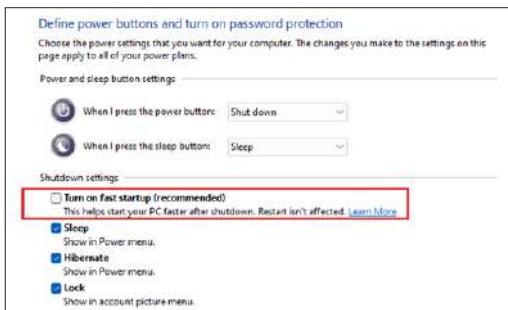 Define power buttons and turn on password protection
Choose the power settings that you want for your computer. The changes you make to the settings on this
page apply to all of your power plans.
Power and sleep button settings
When I press the power button: Shut down
When I press the sleep button: Sleep
Shutdown settings
Turn on fast startup (recommended)
This helps start your PC faster after shutdown. Restart isn't affected. Learn More
Sleep
Show in Power menu.
Hibernate
Show in Power menu.
Lock
Show in account picture menu.